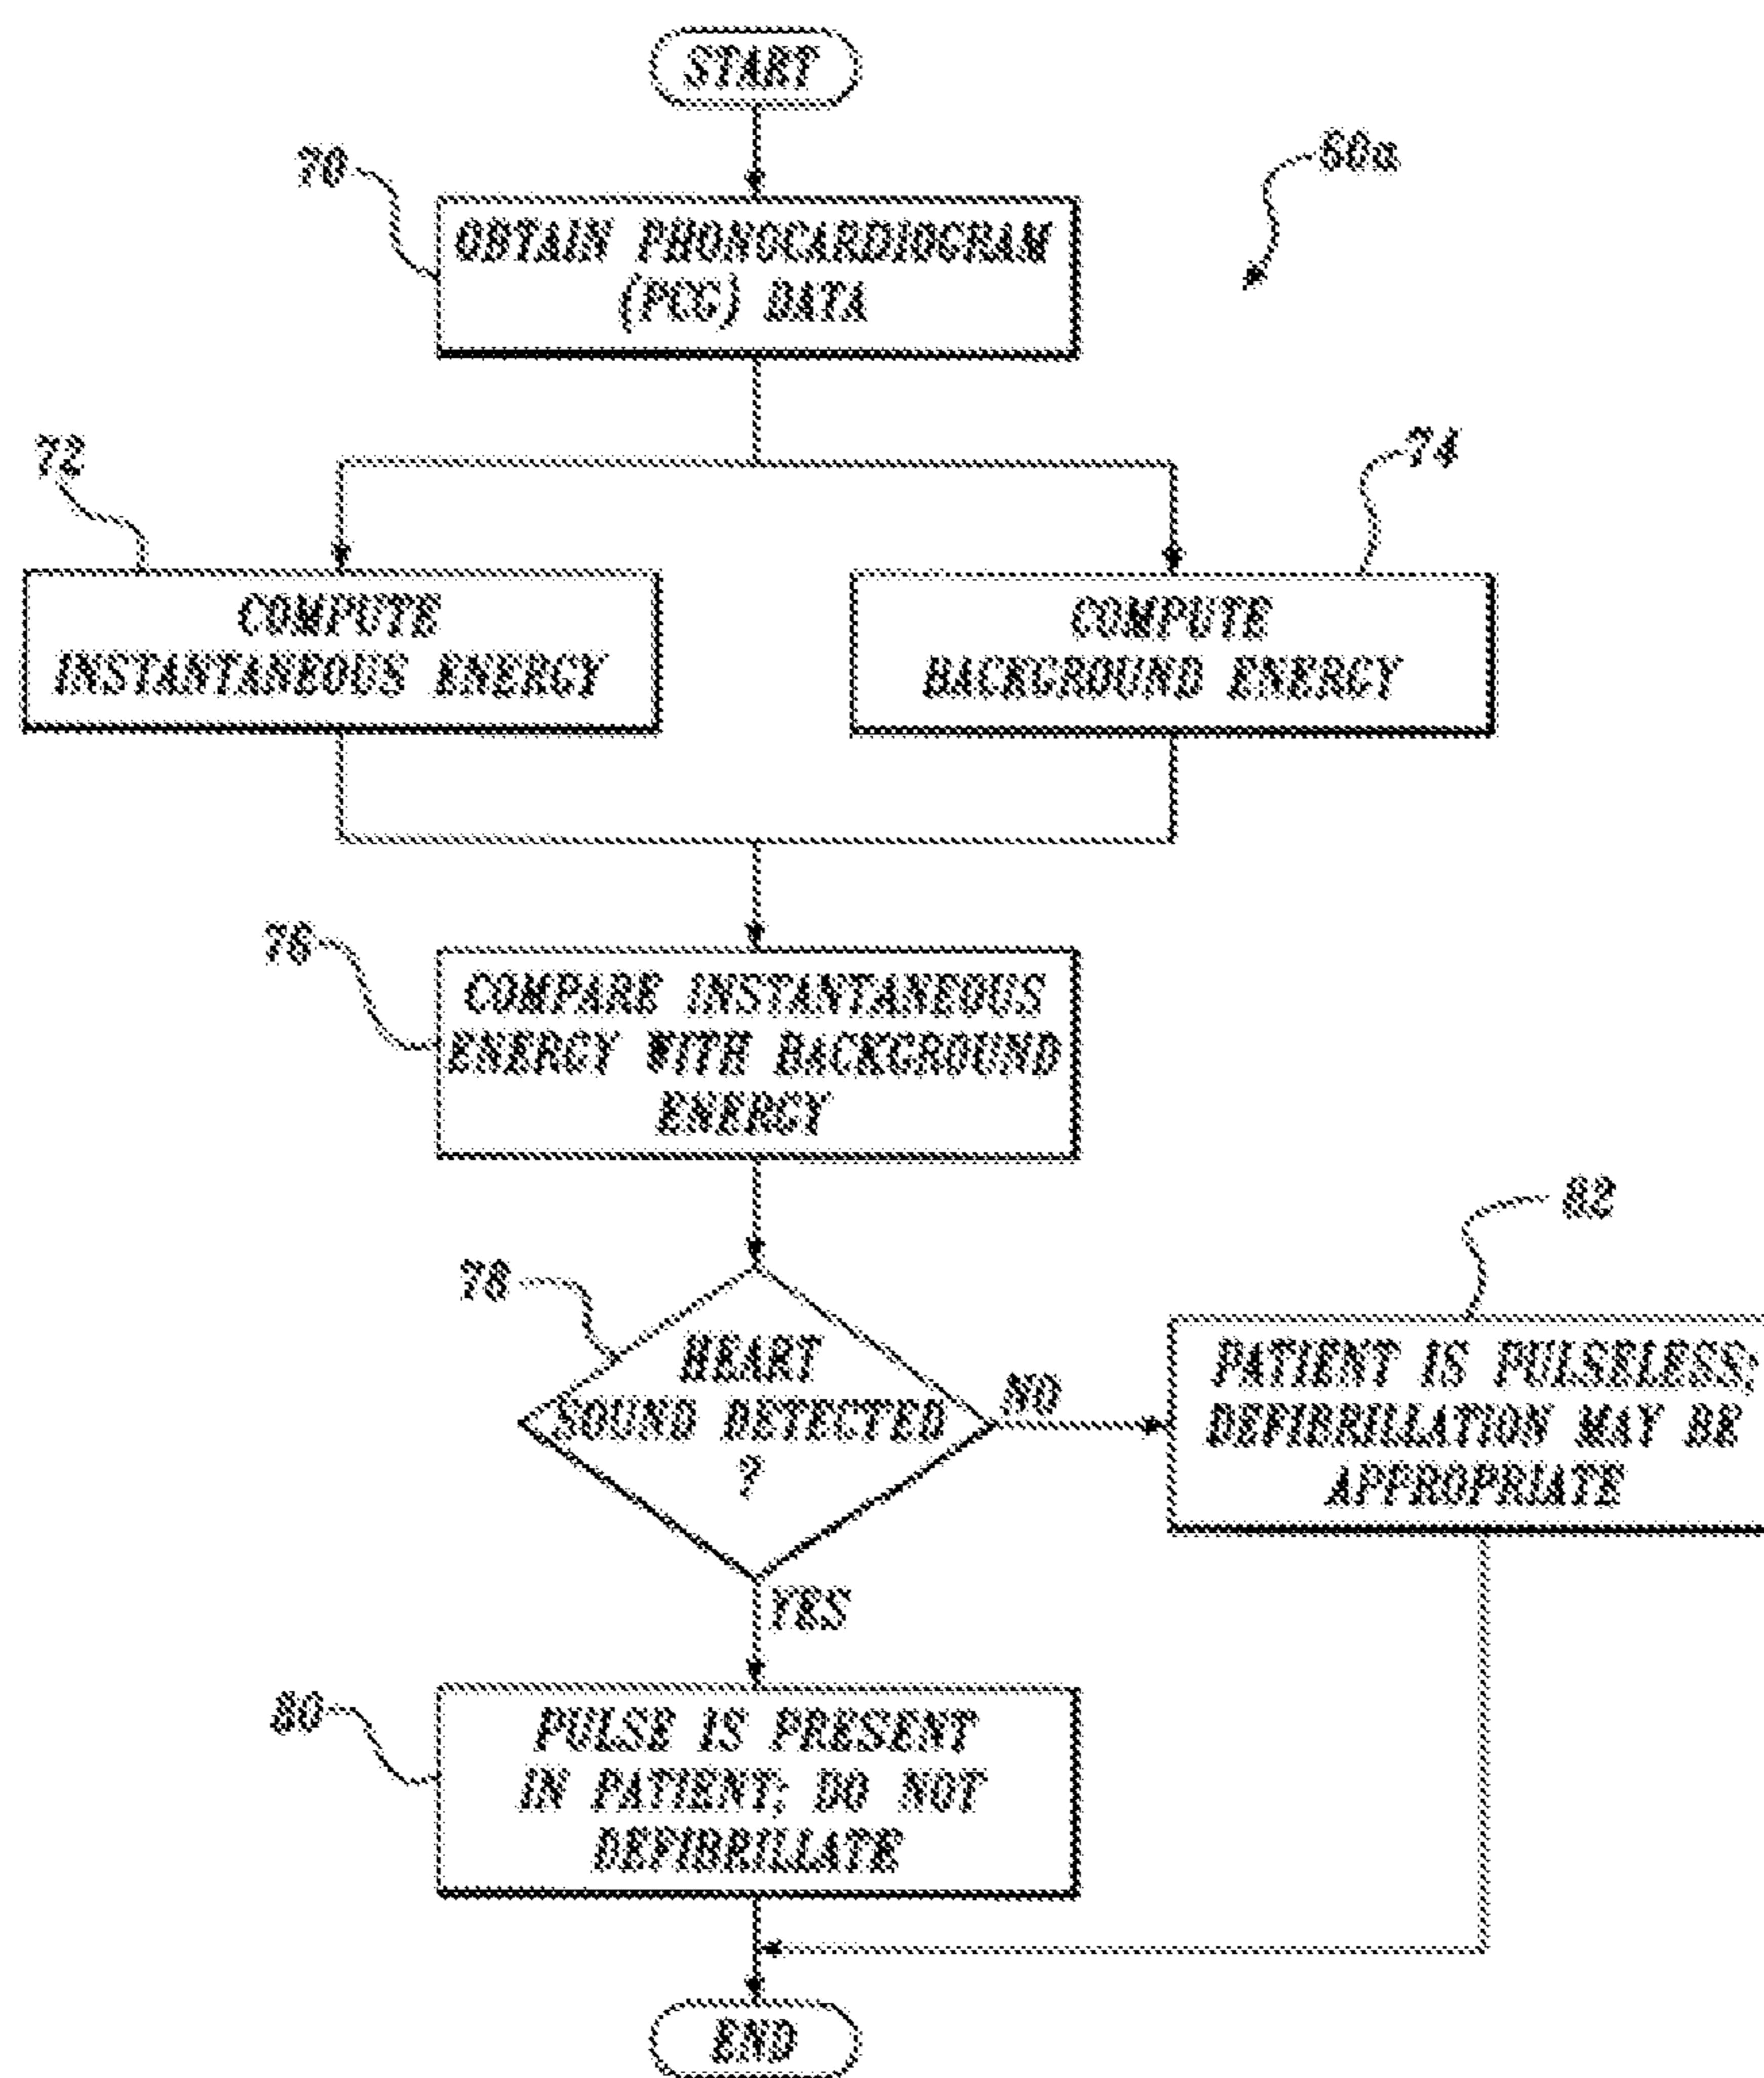 START
70
60a
OBTAIN PHONOCARDIOGRAM
(PCG) DATA
72
74
COMPUTE
INSTANTANEOUS ENERGY
COMPUTE
BACKGROUND ENERGY
76
COMPARE INSTANTANEOUS
ENERGY WITH BACKGROUND
ENERGY
78
82
HEART
SOUND DETECTED
?
NO
PATIENT IS PULSELESS;
DEFIBRILLATION MAY BE
APPROPRIATE
YES
80
PULSE IS PRESENT
IN PATIENT; DO NOT
DEFIBRILLATE
END